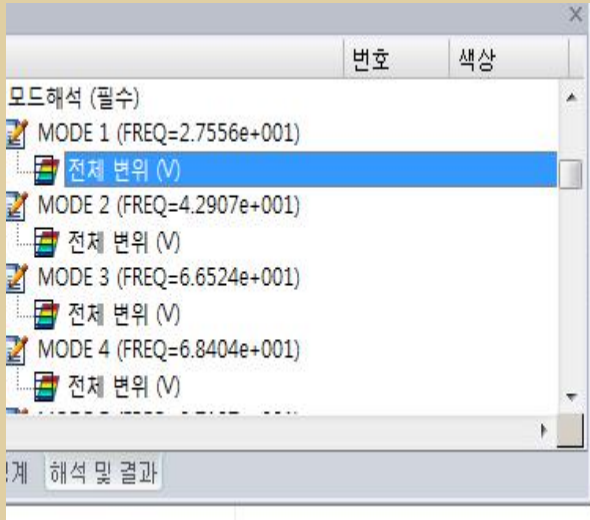 번호 색상
모드해석 (필수)
MODE 1 (FREQ=2.7556e+001)
전체 변위 (V)
MODE 2 (FREQ=4.2907e+001)
전체 변위 (V)
MODE 3 (FREQ=6.6524e+001)
전체 변위 (V)
MODE 4 (FREQ=6.8404e+001)
전체 변위 (V)
해석 및 결과